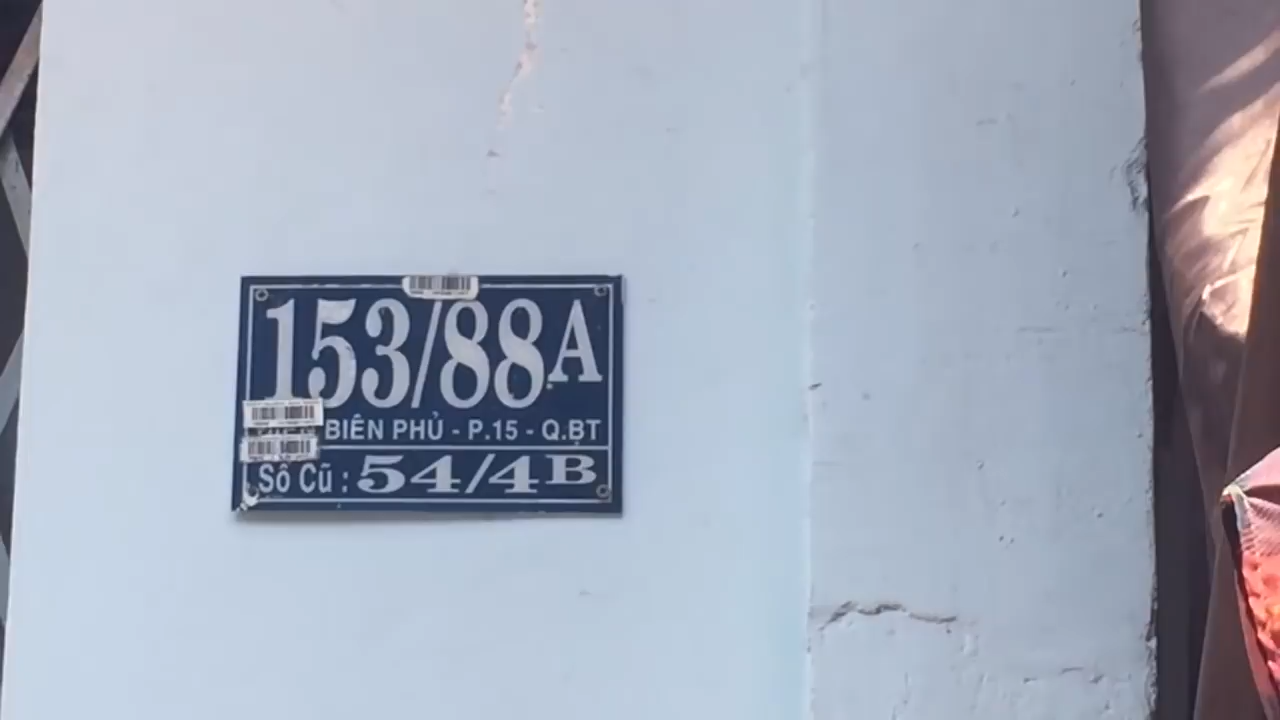 153/88A
BIÊN PHỦ - P.15 - Q.BT
Số Cũ : 54/4B